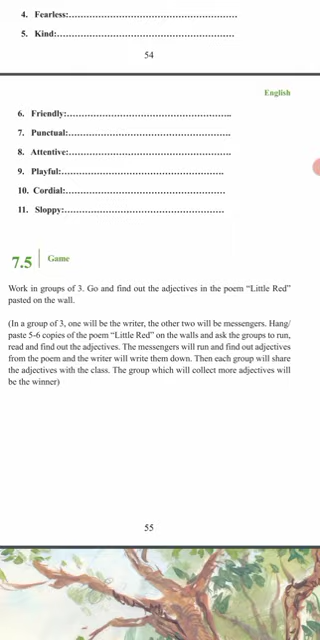 4. Fearless:………………………………………………
5. Kind:…………………………………………………
54
English
6. Friendly:……………………………………………..
7. Punctual:…………………………………………….
8. Attentive:…………………………………………….
9. Playful:……………………………………………….
10. Cordial:………………………………………………
11. Sloppy:………………………………………………
7.5 Game
Work in groups of 3. Go and find out the adjectives in the poem “Little Red”
pasted on the wall.
(In a group of 3, one will be the writer, the other two will be messengers. Hang/
paste 5-6 copies of the poem “Little Red” on the walls and ask the groups to run,
read and find out the adjectives. The messengers will run and find out adjectives
from the poem and the writer will write them down. Then each group will share
the adjectives with the class. The group which will collect more adjectives will
be the winner)
55